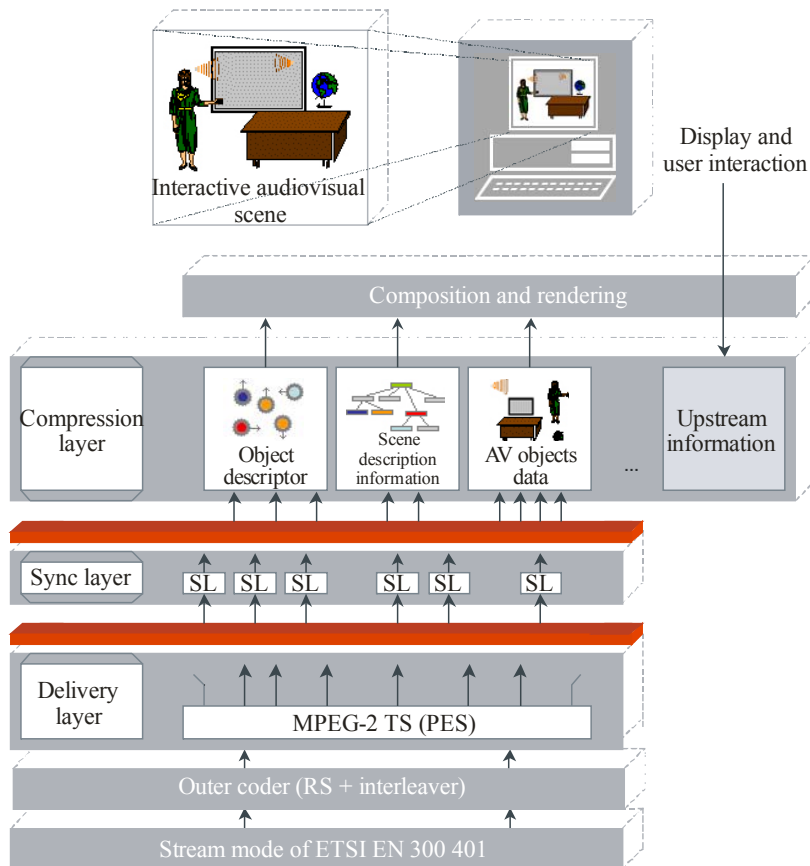 Interactive audiovisual
scene
Display and
user interaction
Composition and rendering
Compression
layer
Object
descriptor
Scene
description
information
AV objects
data
...
Upstream
information
Sync layer
SL
SL
SL
SL
SL
SL
Delivery
layer
MPEG-2 TS (PES)
Outer coder (RS + interleaver)
Stream mode of ETSI EN 300 401